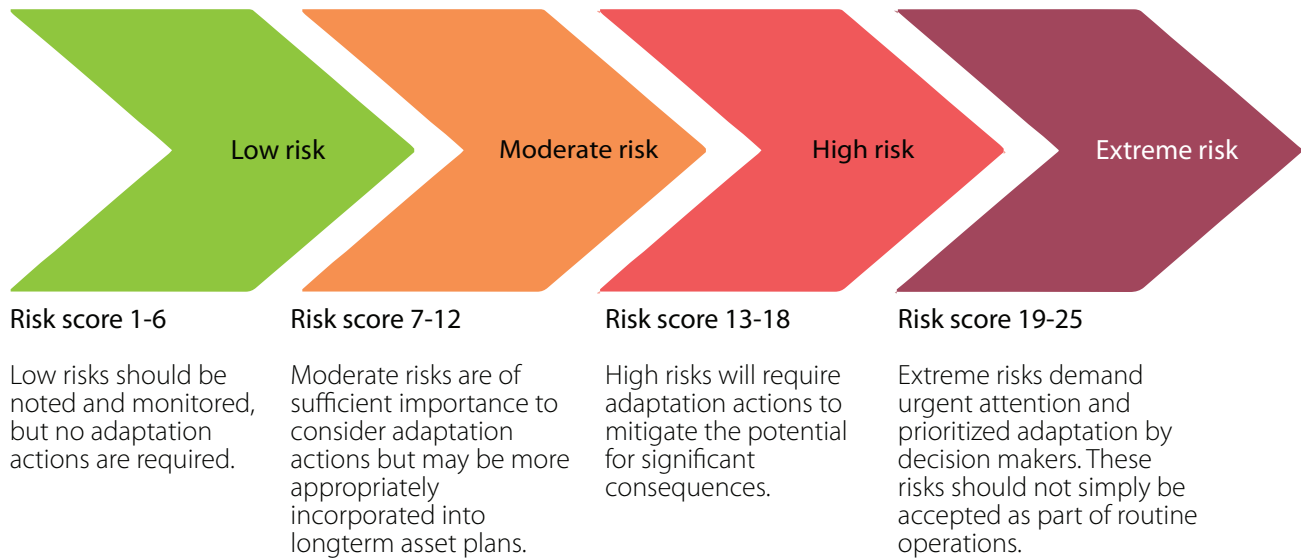 Low risk
Moderate risk
High risk
Extreme risk
Risk score 1-6
Low risks should be
noted and monitored,
but no adaptation
actions are required.
Risk score 7-12
Moderate risks are of
sufficient importance to
consider adaptation
actions but may be more
appropriately
incorporated into
longterm asset plans.
Risk score 13-18
High risks will require
adaptation actions to
mitigate the potential
for significant
consequences.
Risk score 19-25
Extreme risks demand
urgent attention and
prioritized adaptation by
decision makers. These
risks should not simply be
accepted as part of routine
operations.